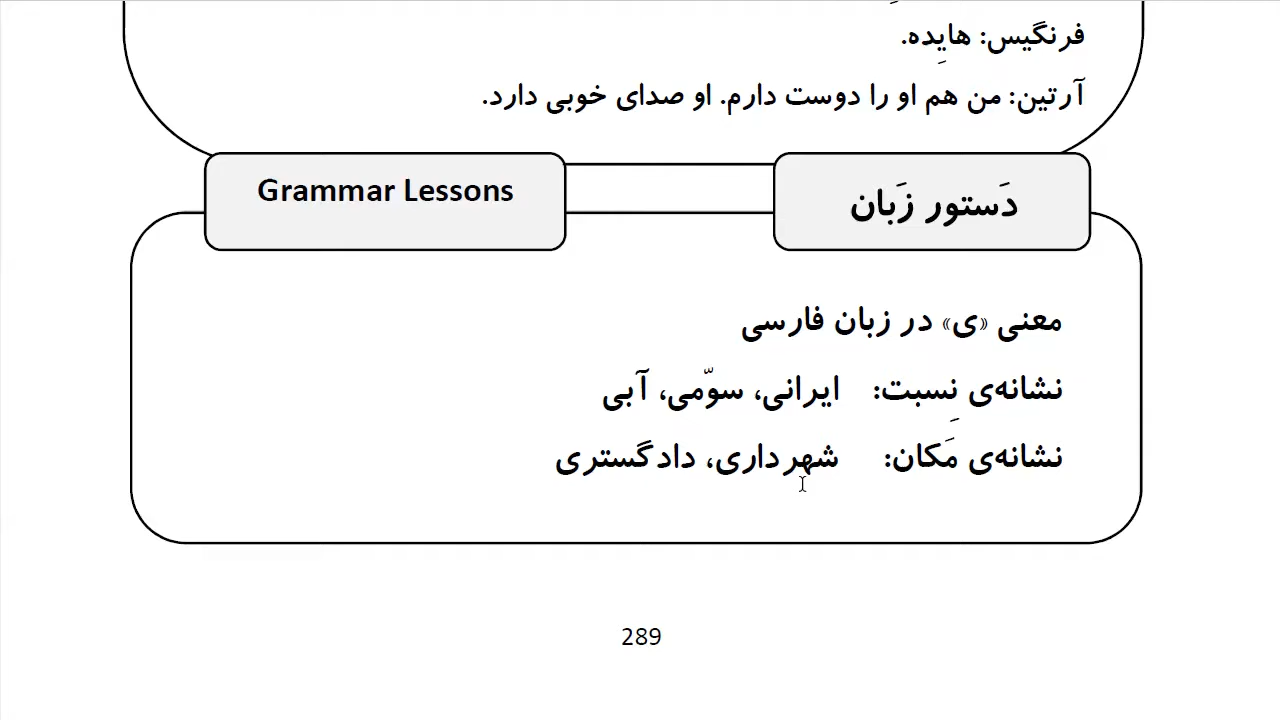 فرنگیس: هایِده.
آرتین: من هم او را دوست دارم. او صدای خوبی دارد.
Grammar Lessons
دَستور زَبان
معنی «ی» در زبان فارسی
نشانه‌ی نِسبت: ایرانی، سوّمی، آبی
نشانه‌ی مَکان: شهرداری، دادگستری
289